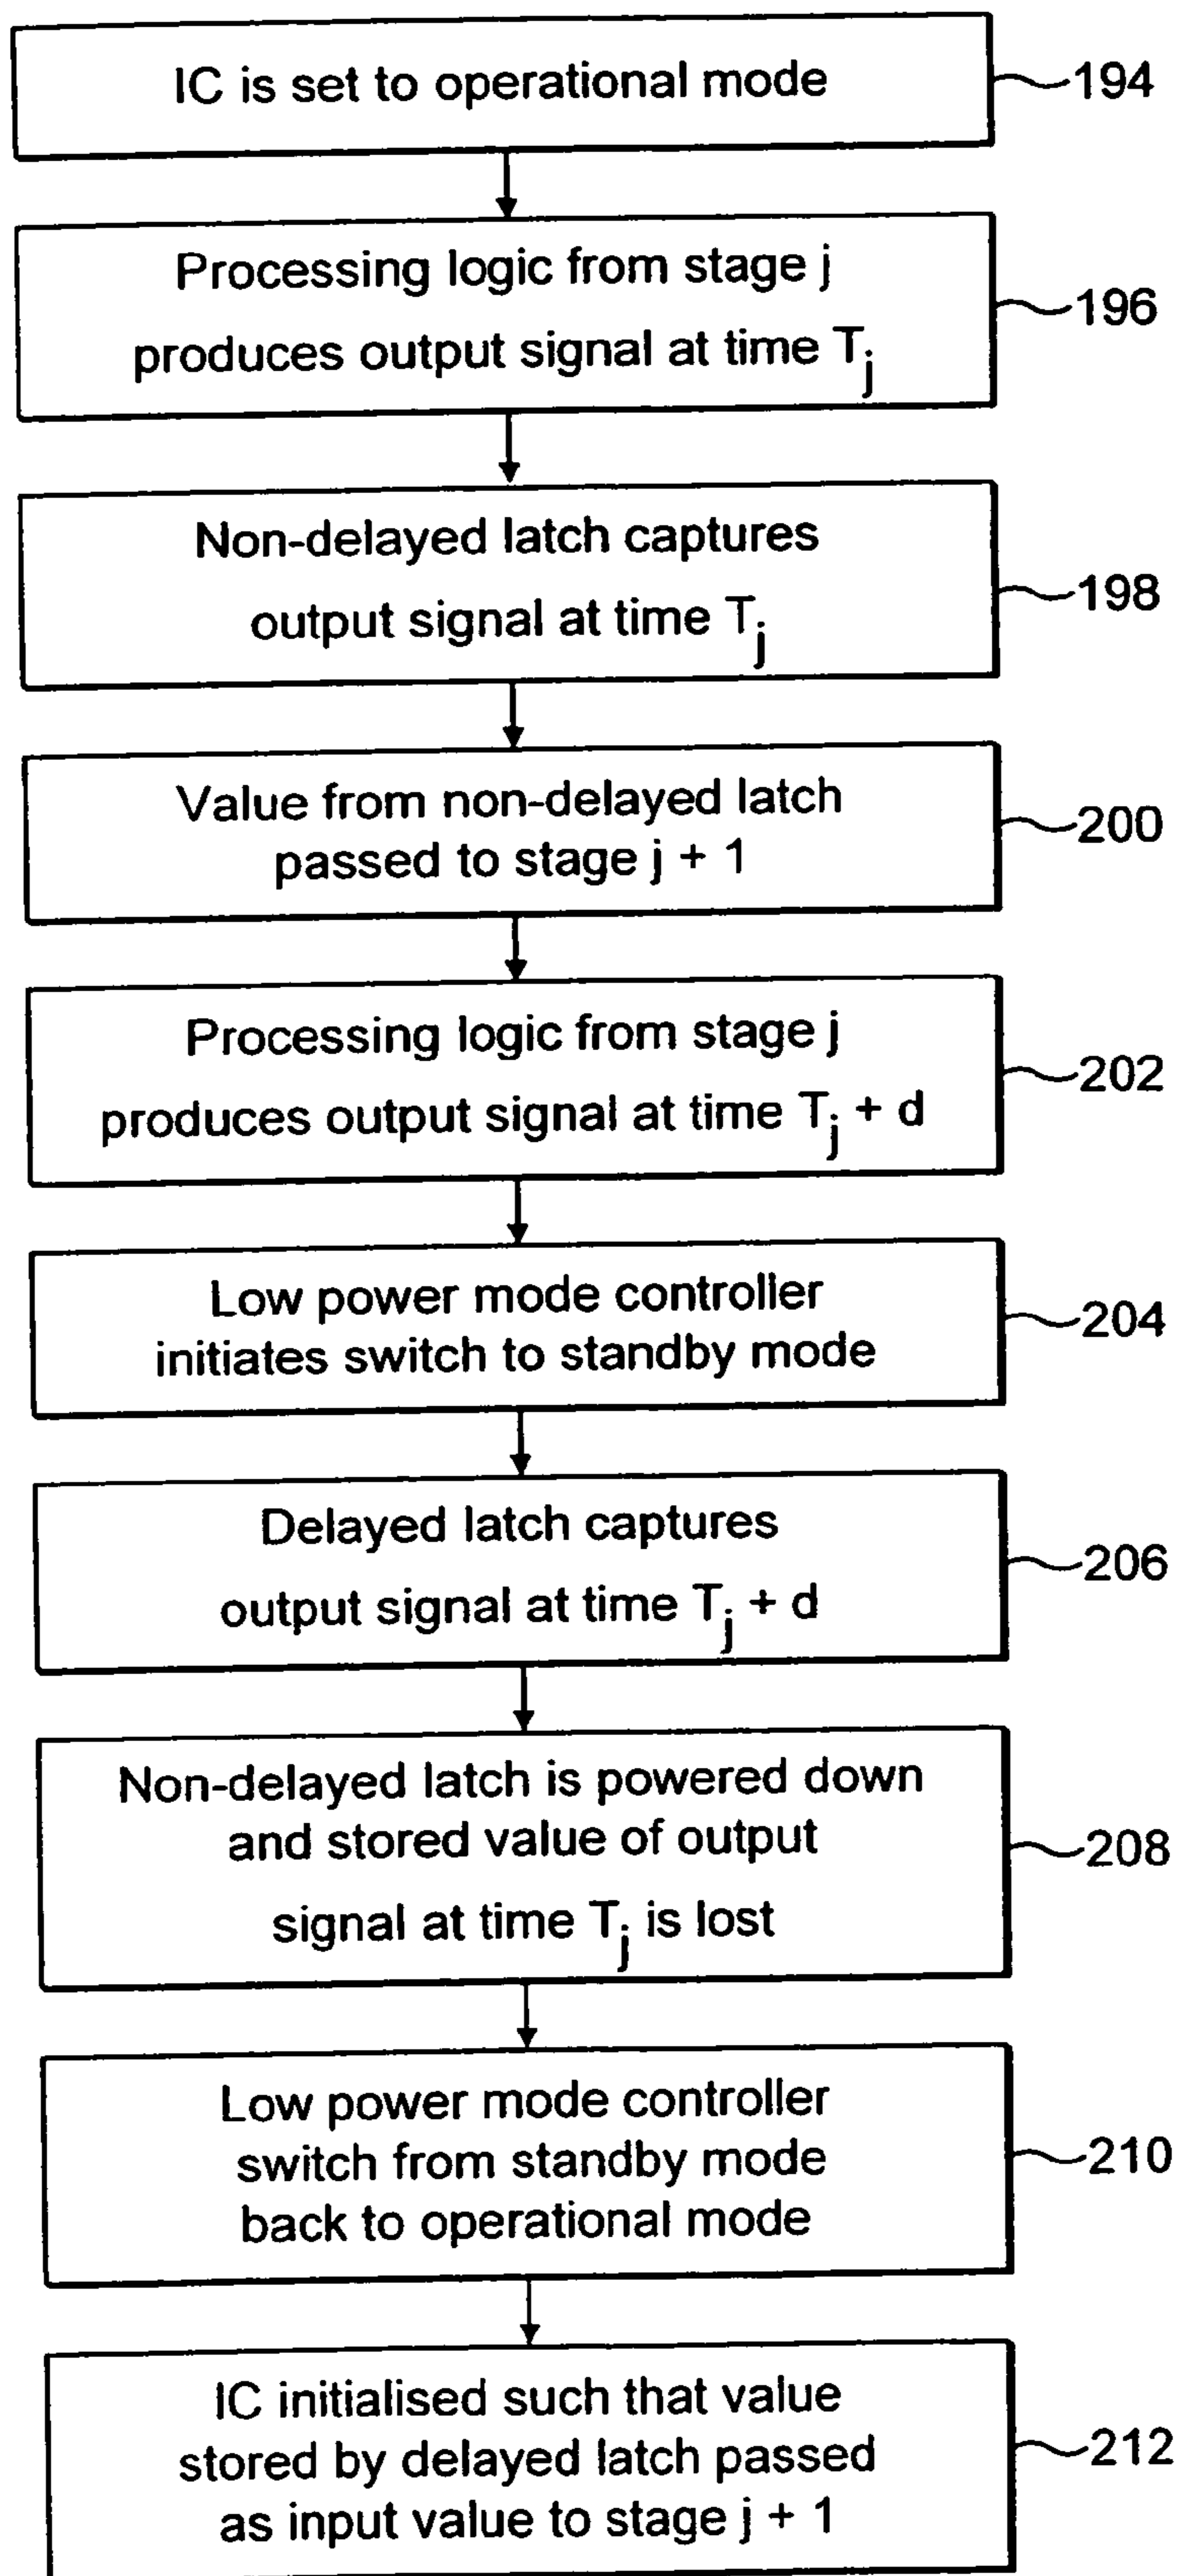 IC is set to operational mode
194
Processing logic from stage j
produces output signal at time Tj
196
Non-delayed latch captures
output signal at time Tj
198
Value from non-delayed latch
passed to stage j + 1
200
Processing logic from stage j
produces output signal at time Tj + d
202
Low power mode controller
initiates switch to standby mode
204
Delayed latch captures
output signal at time Tj + d
206
Non-delayed latch is powered down
and stored value of output
signal at time Tj is lost
208
Low power mode controller
switch from standby mode
back to operational mode
210
IC initialised such that value
stored by delayed latch passed
as input value to stage j + 1
212